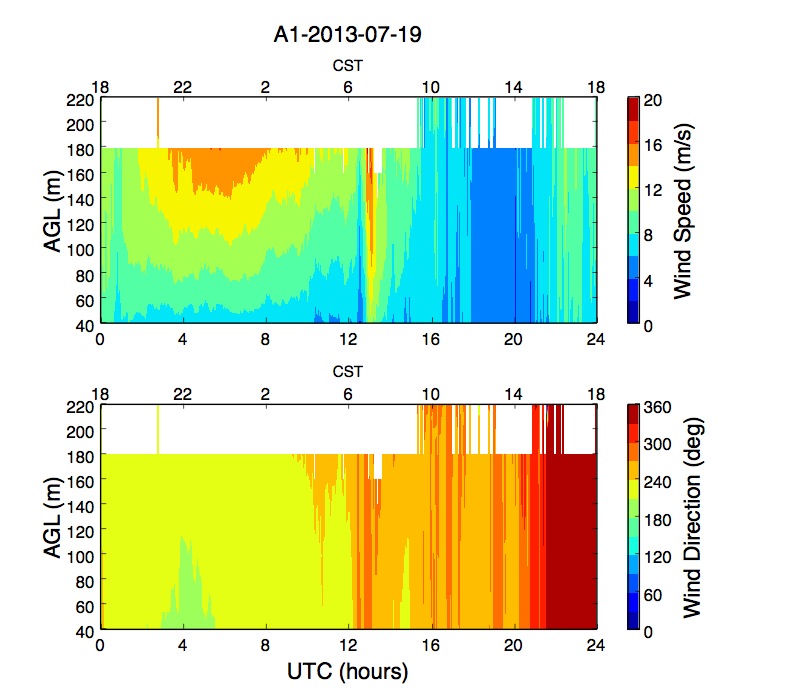 A1-2013-07-19
CST
18 22 2 6 10 14 18
220
200
180
160
140
120
100
80
60
40
AGL (m)
0 4 8 12 16 20 24
20
16
12
8
4
0
Wind Speed (m/s)
CST
18 22 2 6 10 14 18
220
200
180
160
140
120
100
80
60
40
AGL (m)
0 4 8 12 16 20 24
UTC (hours)
360
300
240
180
120
60
0
Wind Direction (deg)